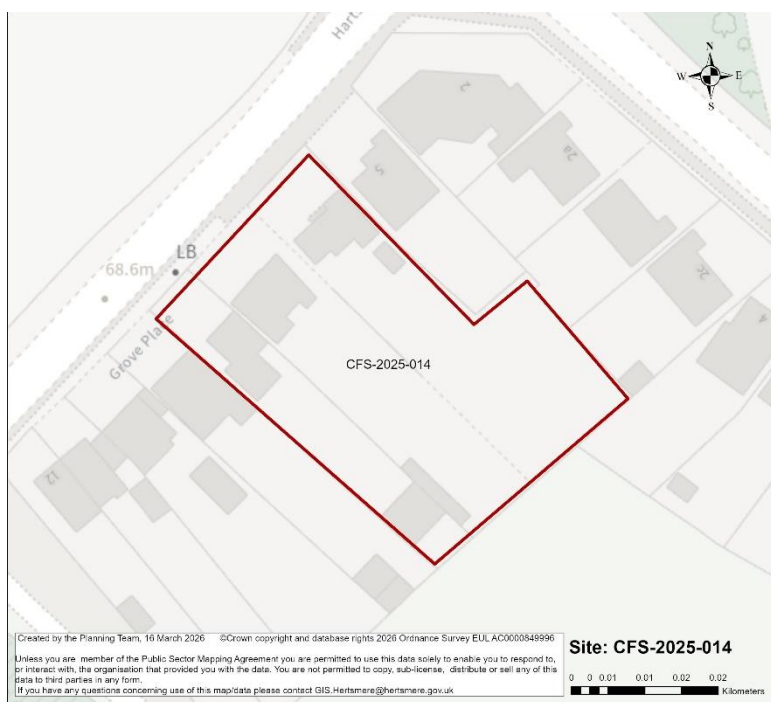 Harts
N
W E
S
2
2a
5
LB
68.6m
2c
4
Grove Place
CFS-2025-014
12
Created by the Planning Team, 16 March 2026 ©Crown copyright and database rights 2026 Ordnance Survey EUL AC0000849996
Unless you are member of the Public Sector Mapping Agreement you are permitted to use this data solely to enable you to respond to,
or interact with, the organisation that provided you with the data. You are not permitted to copy, sub-license, distribute or sell any of this
data to third parties in any form.
If you have any questions concerning use of this map/data please contact GIS.Hertsmere@hertsmere.gov.uk
Site: CFS-2025-014
0 0 0.01 0.01 0.02 0.02
Kilometers